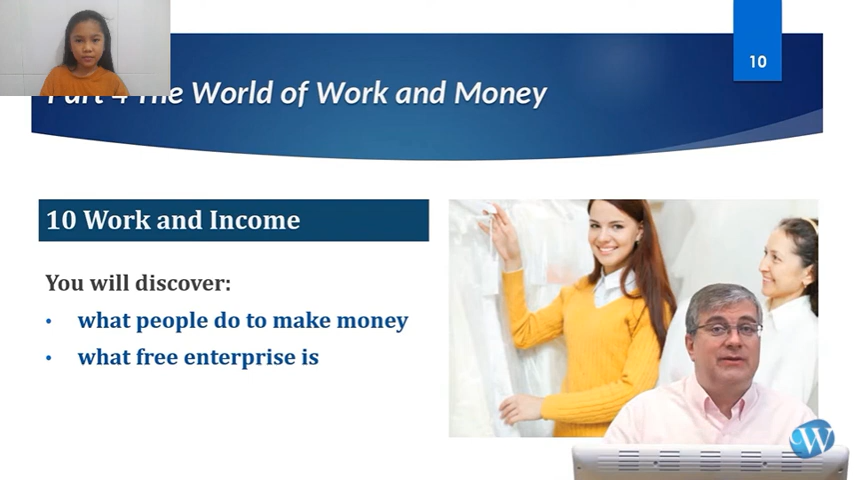 10
Part 4 The World of Work and Money
10 Work and Income
You will discover:
• what people do to make money
• what free enterprise is
W